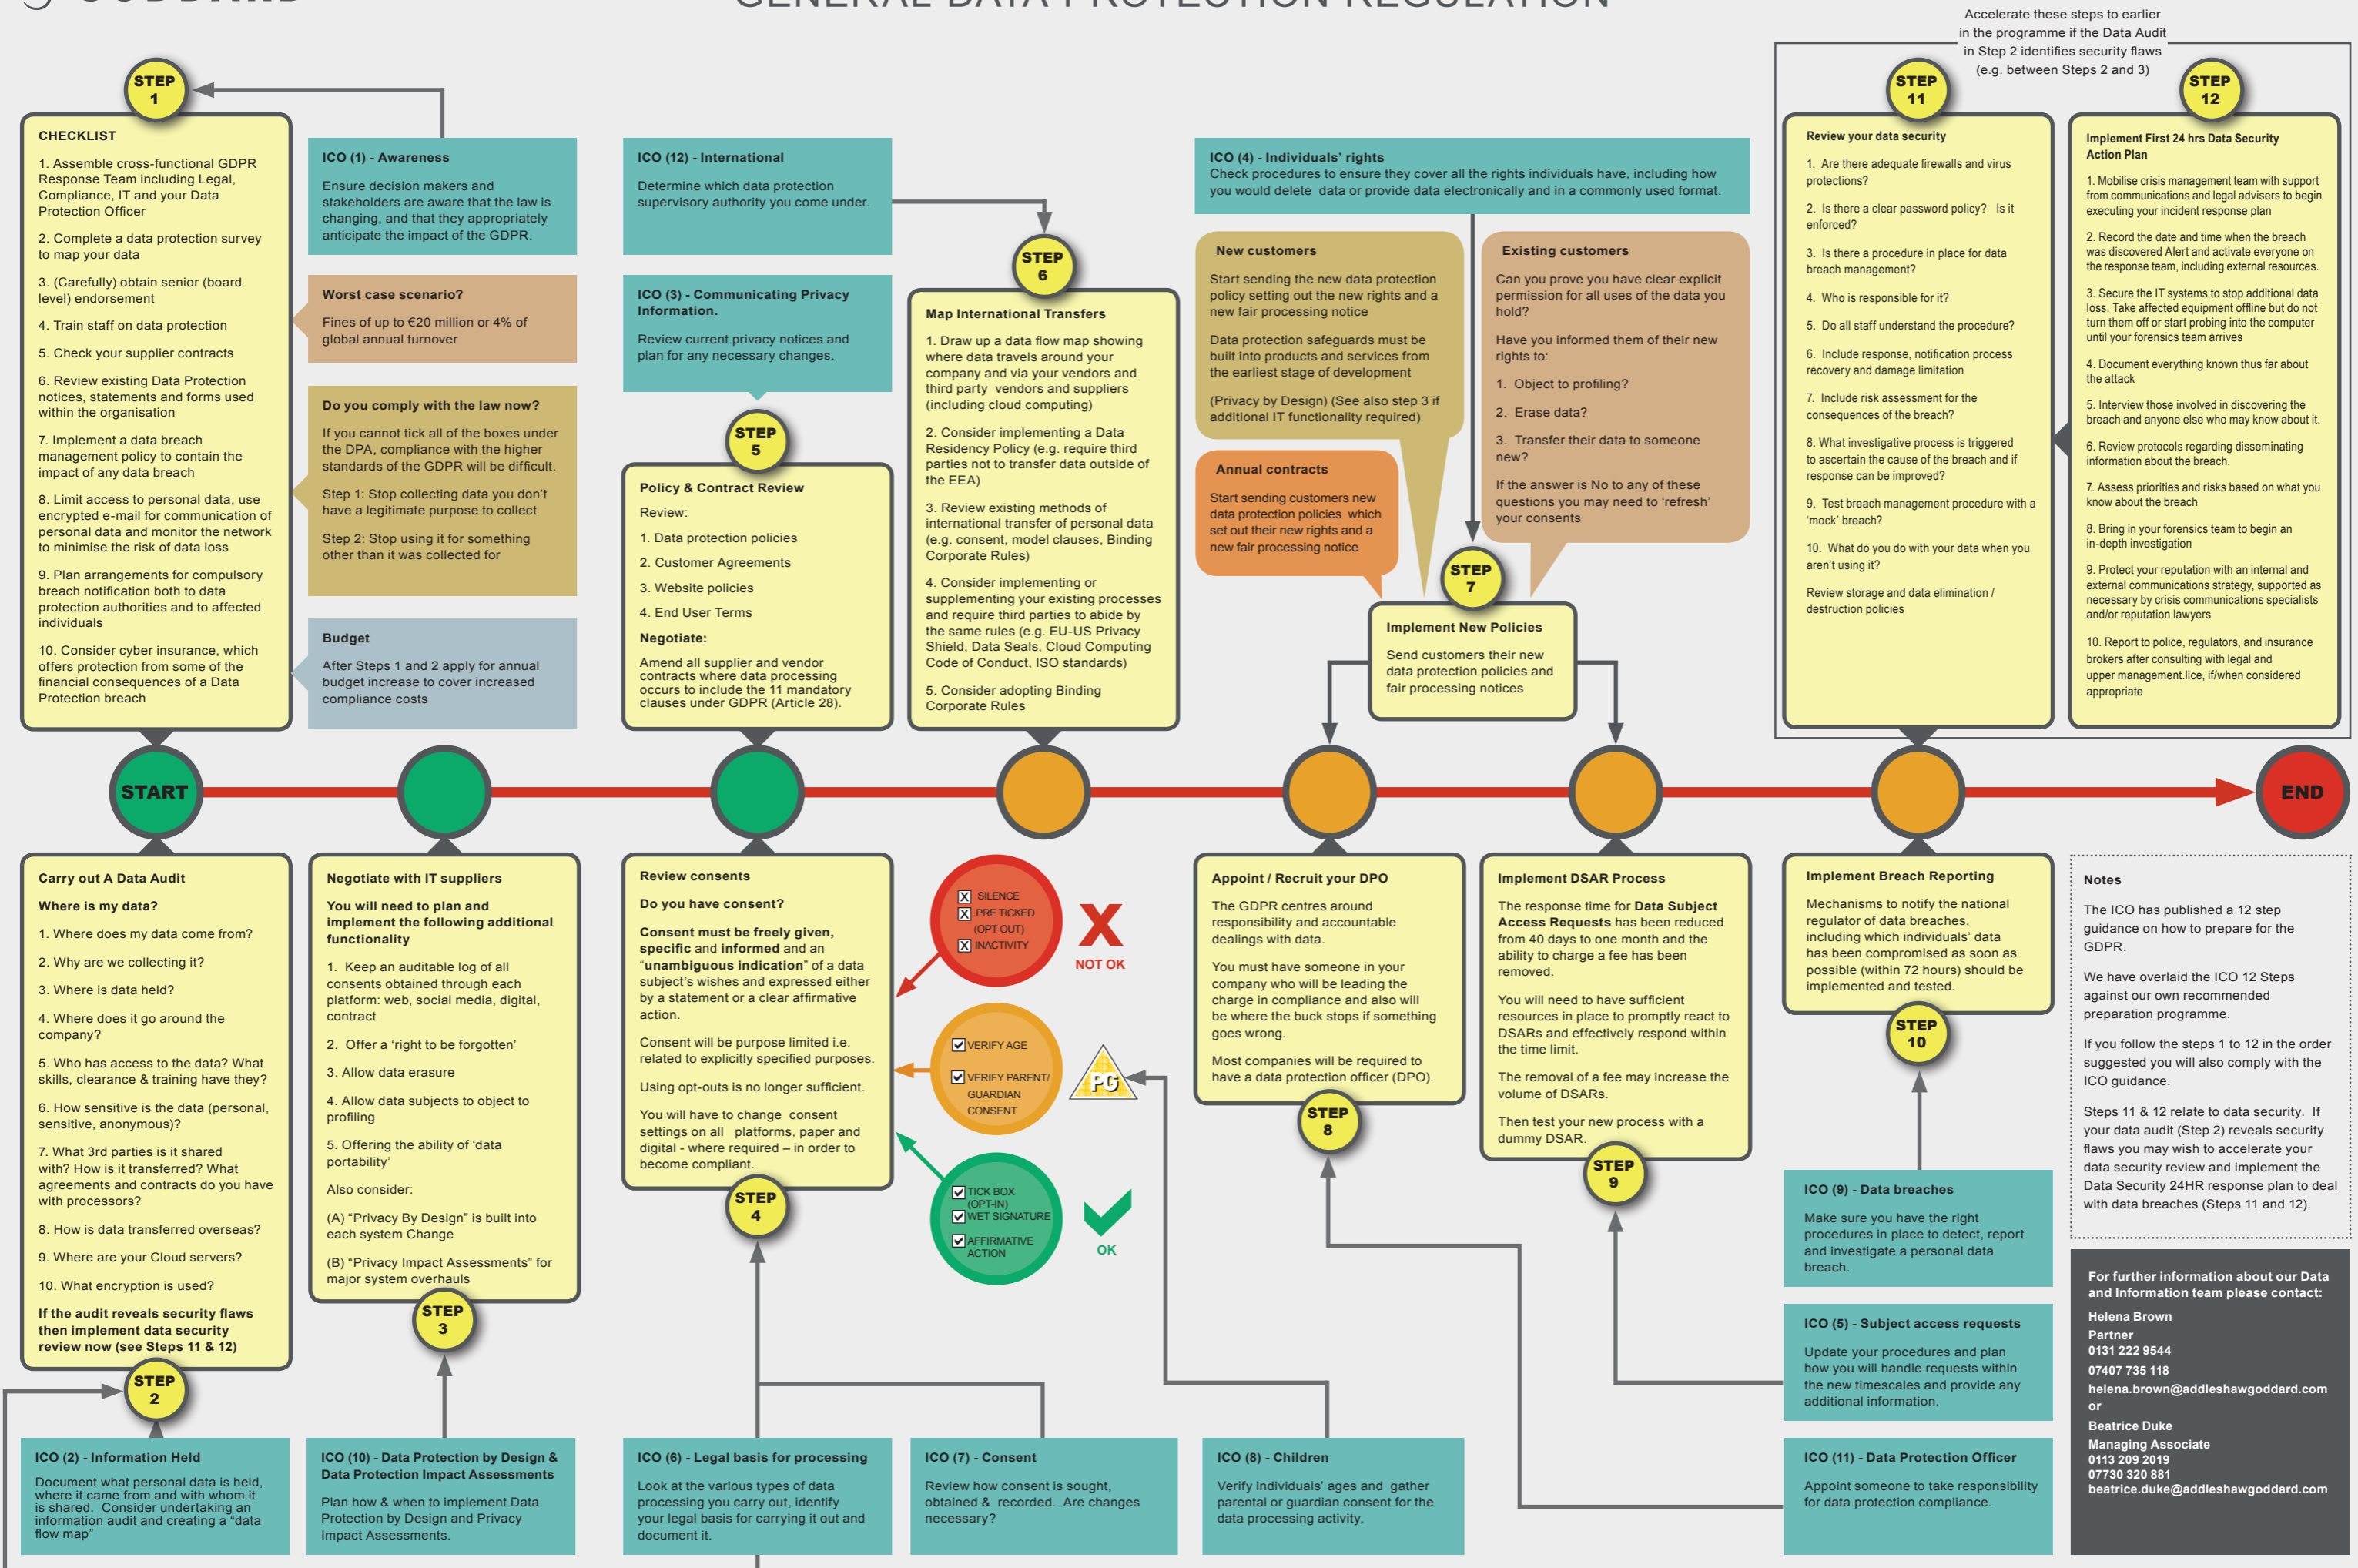 GODDARD
GENERAL DATA PROTECTION REGULATION
Accelerate these steps to earlier
in the programme if the Data Audit
in Step 2 identifies security flaws
(e.g. between Steps 2 and 3)
STEP
1
CHECKLIST
1. Assemble cross-functional GDPR
Response Team including Legal,
Compliance, IT and your Data
Protection Officer
2. Complete a data protection survey
to map your data
3. (Carefully) obtain senior (board
level) endorsement
4. Train staff on data protection
5. Check your supplier contracts
6. Review existing Data Protection
notices, statements and forms used
within the organisation
7. Implement a data breach
management policy to contain the
impact of any data breach
8. Limit access to personal data, use
encrypted e-mail for communication of
personal data and monitor the network
to minimise the risk of data loss
9. Plan arrangements for compulsory
breach notification both to data
protection authorities and to affected
individuals
10. Consider cyber insurance, which
offers protection from some of the
financial consequences of a Data
Protection breach
ICO (1) - Awareness
Ensure decision makers and
stakeholders are aware that the law is
changing, and that they appropriately
anticipate the impact of the GDPR.
Worst case scenario?
Fines of up to €20 million or 4% of
global annual turnover
Do you comply with the law now?
If you cannot tick all of the boxes under
the DPA, compliance with the higher
standards of the GDPR will be difficult.
Step 1: Stop collecting data you don't
have a legitimate purpose to collect
Step 2: Stop using it for something
other than it was collected for
Budget
After Steps 1 and 2 apply for annual
budget increase to cover increased
compliance costs
ICO (12) - International
Determine which data protection
supervisory authority you come under.
ICO (3) - Communicating Privacy
Information.
Review current privacy notices and
plan for any necessary changes.
STEP
5
Policy & Contract Review
Review:
1. Data protection policies
2. Customer Agreements
3. Website policies
4. End User Terms
Negotiate:
Amend all supplier and vendor
contracts where data processing
occurs to include the 11 mandatory
clauses under GDPR (Article 28).
STEP
6
Map International Transfers
1. Draw up a data flow map showing
where data travels around your
company and via your vendors and
third party  vendors and suppliers
(including cloud computing)
2. Consider implementing a Data
Residency Policy (e.g. require third
parties not to transfer data outside of
the EEA)
3. Review existing methods of
international transfer of personal data
(e.g. consent, model clauses, Binding
Corporate Rules)
4. Consider implementing or
supplementing your existing processes
and require third parties to abide by
the same rules (e.g. EU-US Privacy
Shield, Data Seals, Cloud Computing
Code of Conduct, ISO standards)
5. Consider adopting Binding
Corporate Rules
ICO (4) - Individuals' rights
Check procedures to ensure they cover all the rights individuals have, including how
you would delete  data or provide data electronically and in a commonly used format.
New customers
Start sending the new data protection
policy setting out the new rights and a
new fair processing notice
Data protection safeguards must be
built into products and services from
the earliest stage of development
(Privacy by Design) (See also step 3 if
additional IT functionality required)
Annual contracts
Start sending customers new
data protection policies  which
set out their new rights and a
new fair processing notice
Existing customers
Can you prove you have clear explicit
permission for all uses of the data you
hold?
Have you informed them of their new
rights to:
1.  Object to profiling?
2.  Erase data?
3.  Transfer their data to someone
new?
If the answer is No to any of these
questions you may need to 'refresh'
your consents
STEP
7
Implement New Policies
Send customers their new
data protection policies and
fair processing notices
STEP
11
Review your data security
1.  Are there adequate firewalls and virus
protections?
2.  Is there a clear password policy?   Is it
enforced?
3.  Is there a procedure in place for data
breach management?
4.  Who is responsible for it?
5.  Do all staff understand the procedure?
6.  Include response, notification process
recovery and damage limitation
7.  Include risk assessment for the
consequences of the breach?
8. What investigative process is triggered
to ascertain the cause of the breach and if
response can be improved?
9.  Test breach management procedure with a
'mock' breach?
10.  What do you do with your data when you
aren't using it?
Review storage and data elimination /
destruction policies
STEP
12
Implement First 24 hrs Data Security
Action Plan
1. Mobilise crisis management team with support
from communications and legal advisers to begin
executing your incident response plan
2. Record the date and time when the breach
was discovered Alert and activate everyone on
the response team, including external resources.
3. Secure the IT systems to stop additional data
loss. Take affected equipment offline but do not
turn them off or start probing into the computer
until your forensics team arrives
4. Document everything known thus far about
the attack
5. Interview those involved in discovering the
breach and anyone else who may know about it.
6. Review protocols regarding disseminating
information about the breach.
7. Assess priorities and risks based on what you
know about the breach
8. Bring in your forensics team to begin an
in-depth investigation
9. Protect your reputation with an internal and
external communications strategy, supported as
necessary by crisis communications specialists
and/or reputation lawyers
10. Report to police, regulators, and insurance
brokers after consulting with legal and
upper management.lice, if/when considered
appropriate
START
END
Carry out A Data Audit
Where is my data?
1. Where does my data come from?
2. Why are we collecting it?
3. Where is data held?
4. Where does it go around the
company?
5. Who has access to the data? What
skills, clearance & training have they?
6. How sensitive is the data (personal,
sensitive, anonymous)?
7. What 3rd parties is it shared
with? How is it transferred? What
agreements and contracts do you have
with processors?
8. How is data transferred overseas?
9. Where are your Cloud servers?
10. What encryption is used?
If the audit reveals security flaws
then implement data security
review now (see Steps 11 & 12)
STEP
2
ICO (2) - Information Held
Document what personal data is held,
where it came from and with whom it
is shared.  Consider undertaking an
information audit and creating a "data
flow map"
Negotiate with IT suppliers
You will need to plan and
implement the following additional
functionality
1.  Keep an auditable log of all
consents obtained through each
platform: web, social media, digital,
contract
2.  Offer a 'right to be forgotten'
3. Allow data erasure
4. Allow data subjects to object to
profiling
5. Offering the ability of 'data
portability'
Also consider:
(A) "Privacy By Design" is built into
each system Change
(B) "Privacy Impact Assessments" for
major system overhauls
STEP
3
ICO (10) - Data Protection by Design &
Data Protection Impact Assessments
Plan how & when to implement Data
Protection by Design and Privacy
Impact Assessments.
Review consents
Do you have consent?
Consent must be freely given,
specific and informed and an
"unambiguous indication" of a data
subject's wishes and expressed either
by a statement or a clear affirmative
action.
Consent will be purpose limited i.e.
related to explicitly specified purposes.
Using opt-outs is no longer sufficient.
You will have to change  consent
settings on all   platforms, paper and
digital - where required – in order to
become compliant.
STEP
4
X SILENCE
X PRE TICKED
(OPT-OUT)
X INACTIVITY
X
NOT OK
VERIFY AGE
VERIFY PARENT/
GUARDIAN
CONSENT
PG
TICK BOX
(OPT-IN)
WET SIGNATURE
AFFIRMATIVE
ACTION
OK
ICO (6) - Legal basis for processing
Look at the various types of data
processing you carry out, identify
your legal basis for carrying it out and
document it.
ICO (7) - Consent
Review how consent is sought,
obtained &  recorded.  Are changes
necessary?
ICO (8) - Children
Verify individuals' ages and  gather
parental or guardian consent for the
data processing activity.
Appoint / Recruit your DPO
The GDPR centres around
responsibility and accountable
dealings with data.
You must have someone in your
company who will be leading the
charge in compliance and also will
be where the buck stops if something
goes wrong.
Most companies will be required to
have a data protection officer (DPO).
STEP
8
Implement DSAR Process
The response time for Data Subject
Access Requests has been reduced
from 40 days to one month and the
ability to charge a fee has been
removed.
You will need to have sufficient
resources in place to promptly react to
DSARs and effectively respond within
the time limit.
The removal of a fee may increase the
volume of DSARs.
Then test your new process with a
dummy DSAR.
STEP
9
Implement Breach Reporting
Mechanisms to notify the national
regulator of data breaches,
including which individuals' data
has been compromised as soon as
possible (within 72 hours) should be
implemented and tested.
STEP
10
ICO (9) - Data breaches
Make sure you have the right
procedures in place to detect, report
and investigate a personal data
breach.
ICO (5) - Subject access requests
Update your procedures and plan
how you will handle requests within
the new timescales and provide any
additional information.
ICO (11) - Data Protection Officer
Appoint someone to take responsibility
for data protection compliance.
Notes
The ICO has published a 12 step
guidance on how to prepare for the
GDPR.
We have overlaid the ICO 12 Steps
against our own recommended
preparation programme.
If you follow the steps 1 to 12 in the order
suggested you will also comply with the
ICO guidance.
Steps 11 & 12 relate to data security.  If
your data audit (Step 2) reveals security
flaws you may wish to accelerate your
data security review and implement the
Data Security 24HR response plan to deal
with data breaches (Steps 11 and 12).
For further information about our Data
and Information team please contact:
Helena Brown
Partner
0131 222 9544
07407 735 118
helena.brown@addleshawgoddard.com
or
Beatrice Duke
Managing Associate
0113 209 2019
07730 320 881
beatrice.duke@addleshawgoddard.com